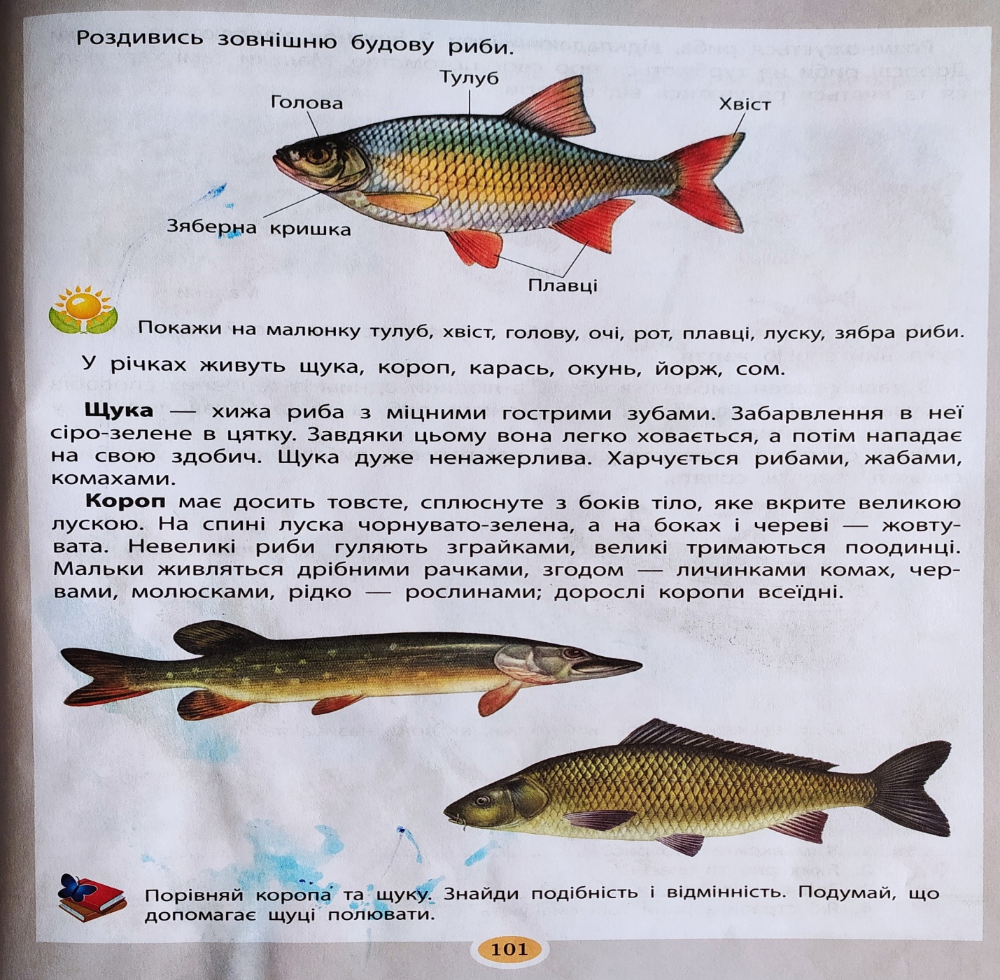 Роздивись зовнішню будову риби.
Тулуб
Голова
Хвіст
Зяберна кришка
Плавці
Покажи на малюнку тулуб, хвіст, голову, очі, рот, плавці, луску, зябра риби.
У річках живуть щука, короп, карась, окунь, йорж, сом.
Щука — хижа риба з міцними гострими зубами. Забарвлення в неї
сіро-зелене в цятку. Завдяки цьому вона легко ховається, а потім нападає
на свою здобич. Щука дуже ненажерлива. Харчується рибами, жабами,
комахами.
Короп має досить товсте, сплюснуте з боків тіло, яке вкрите великою
лускою. На спині луска чорнувато-зелена, а на боках і череві — жовту-
вата. Невеликі риби гуляють зграйками, великі тримаються поодинці.
Мальки живляться дрібними рачками, згодом — личинками комах, чер-
вами, молюсками, рідко — рослинами; дорослі коропи всеїдні.
Порівняй коропа та щуку. Знайди подібність і відмінність. Подумай, що
допомагає щуці полювати.
101